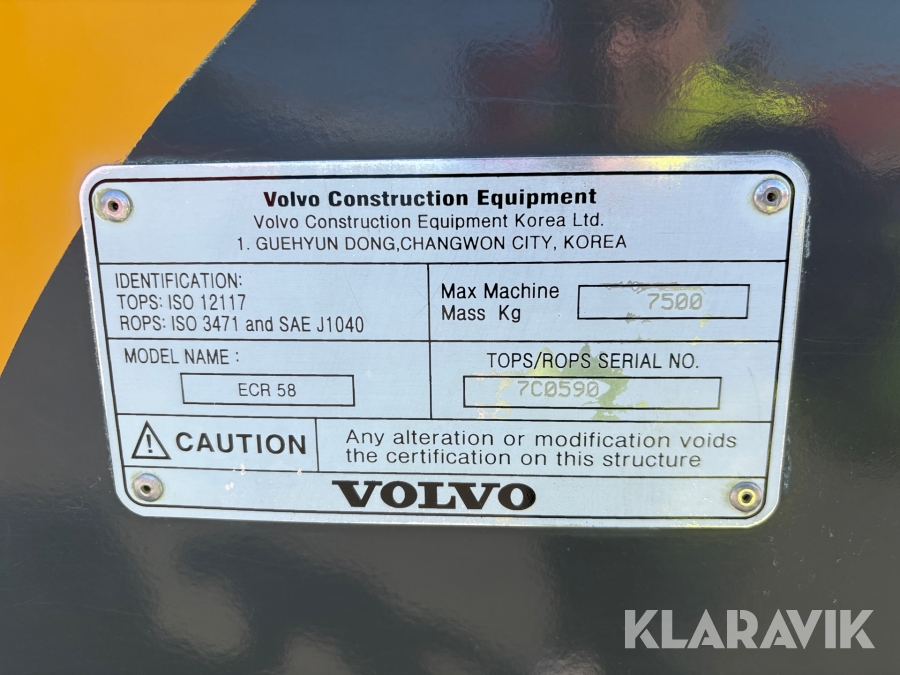 Volvo Construction Equipment
Volvo Construction Equipment Korea Ltd.
1. GUEHYUN DONG,CHANGWON CITY, KOREA
IDENTIFICATION:
TOPS: ISO 12117
ROPS: ISO 3471 and SAE J1040
Max Machine
Mass Kg
7500
MODEL NAME :
ECR 58
TOPS/ROPS SERIAL NO.
7C0590
CAUTION
Any alteration or modification voids
the certification on this structure
VOLVO
KLARAVIK